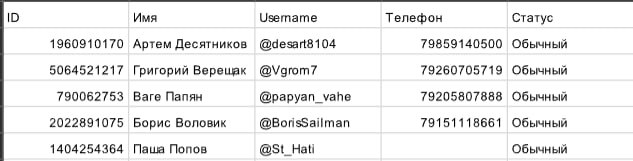 ID Имя Username Телефон Статус
1960910170 Артем Десятников @desart8104 79859140500 Обычный
5064521217 Григорий Верещак @Vgrom7 79260705719 Обычный
790062753 Ваге Папян @papyan_vahe 79205807888 Обычный
2022891075 Борис Воловик @BorisSailman 79151118661 Обычный
1404254364 Паша Попов @St_Hati Обычный